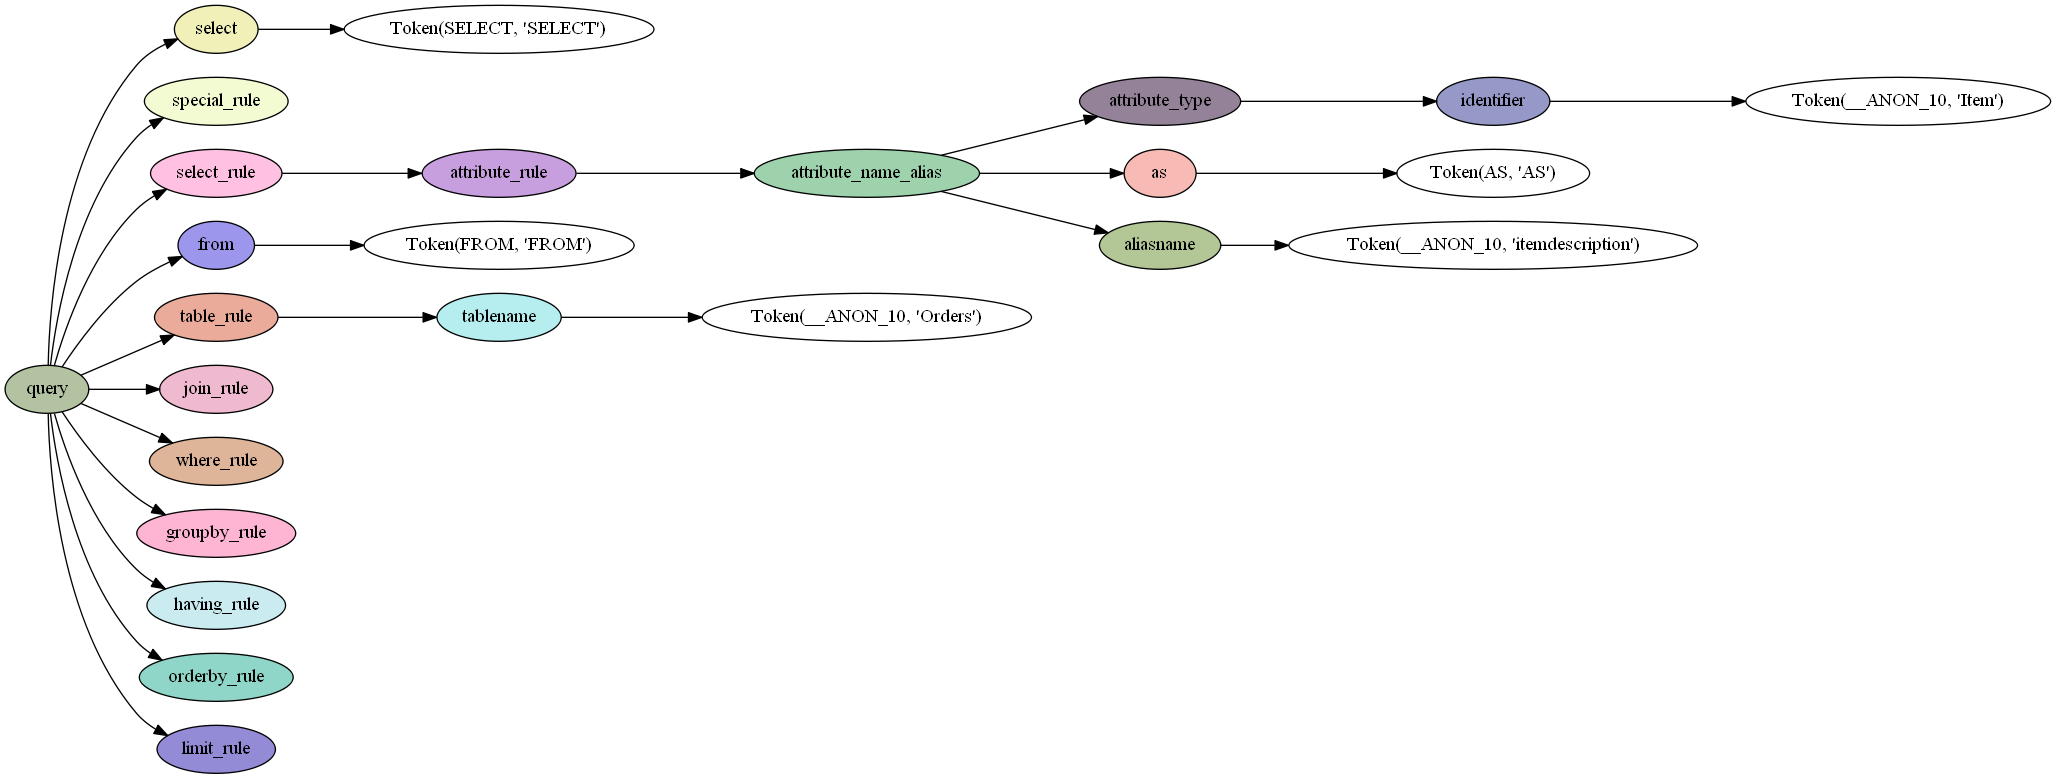 select
Token(SELECT, 'SELECT')
special_rule
attribute_type
identifier
Token(__ANON_10, 'Item')
select_rule
attribute_rule
attribute_name_alias
as
Token(AS, 'AS')
from
Token(FROM, 'FROM')
aliasname
Token(__ANON_10, 'itemdescription')
table_rule
tablename
Token(__ANON_10, 'Orders')
query
join_rule
where_rule
groupby_rule
having_rule
orderby_rule
limit_rule